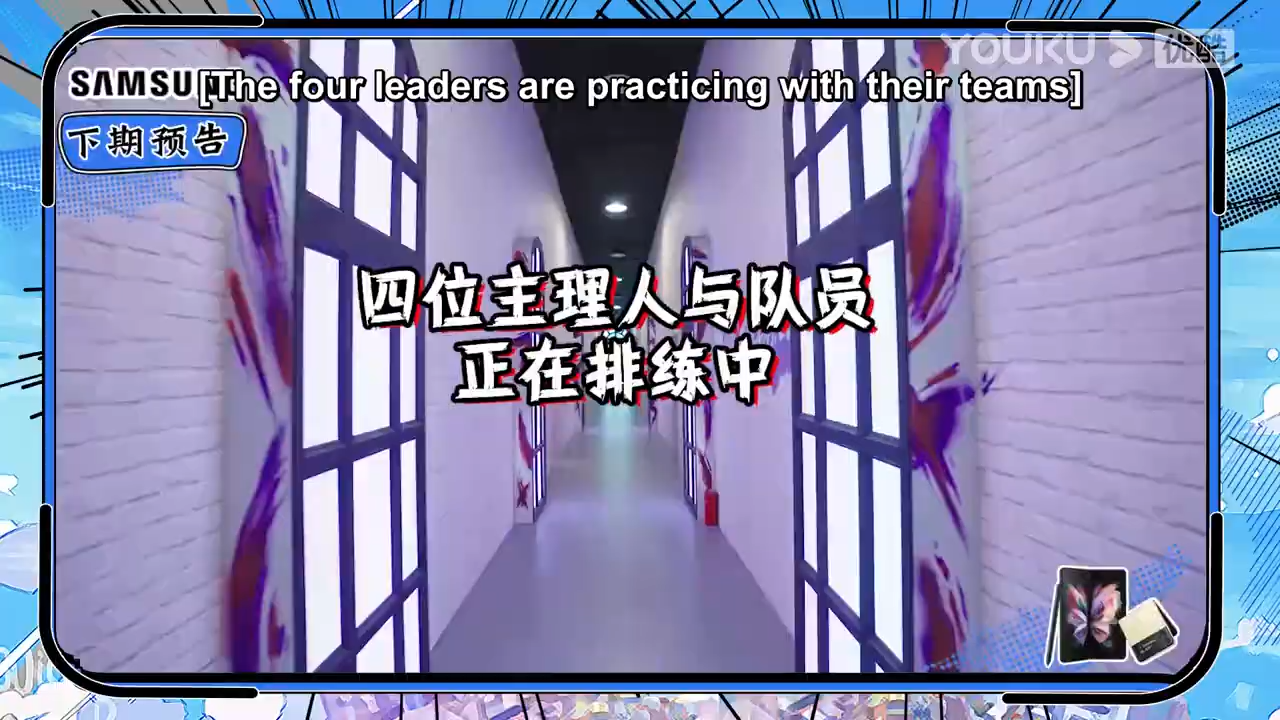 YOUKU 优酷
SAMSU
[The four leaders are practicing with their teams]
下期预告
四位主理人与队员
正在排练中